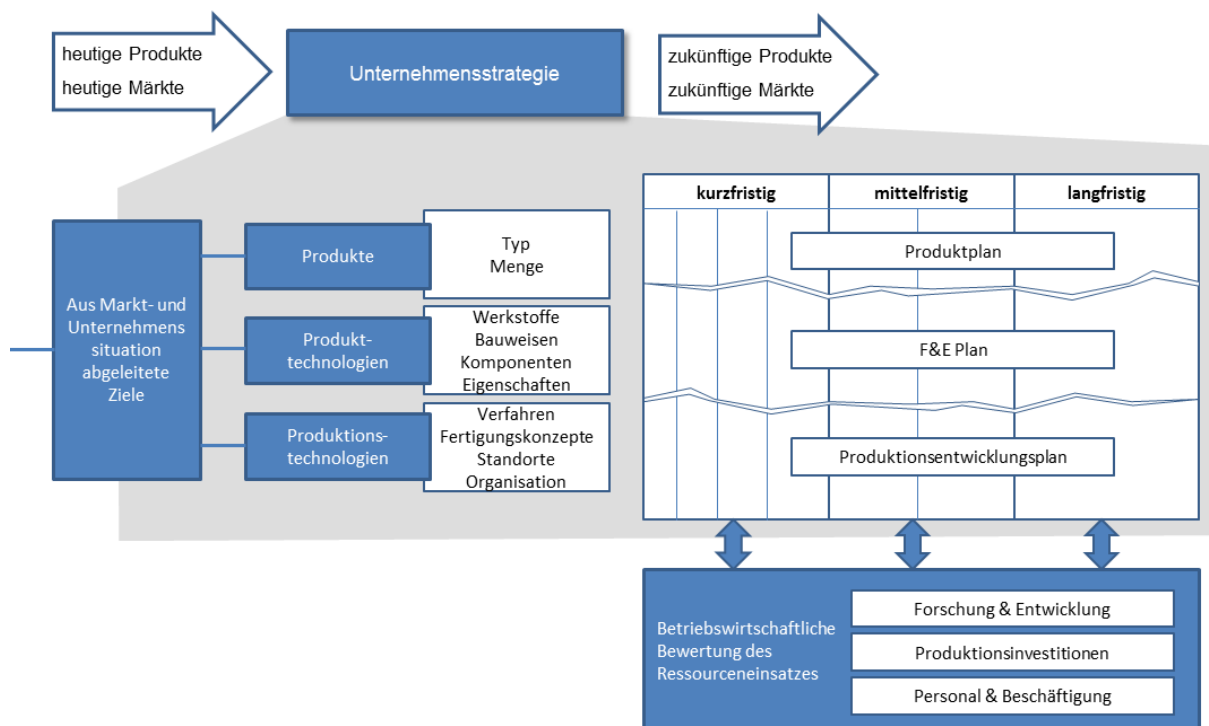 heutige Produkte
heutige Märkte
Unternehmensstrategie
zukünftige Produkte
zukünftige Märkte
Aus Markt- und
Unternehmens
situation
abgeleitete
Ziele
Produkte
Typ
Menge
Produkt-
technologien
Werkstoffe
Bauweisen
Komponenten
Eigenschaften
Produktions-
technologien
Verfahren
Fertigungskonzepte
Standorte
Organisation
kurzfristig
mittelfristig
langfristig
Produktplan
F&E Plan
Produktionsentwicklungsplan
Betriebswirtschaftliche
Bewertung des
Ressourceneinsatzes
Forschung & Entwicklung
Produktionsinvestitionen
Personal & Beschäftigung